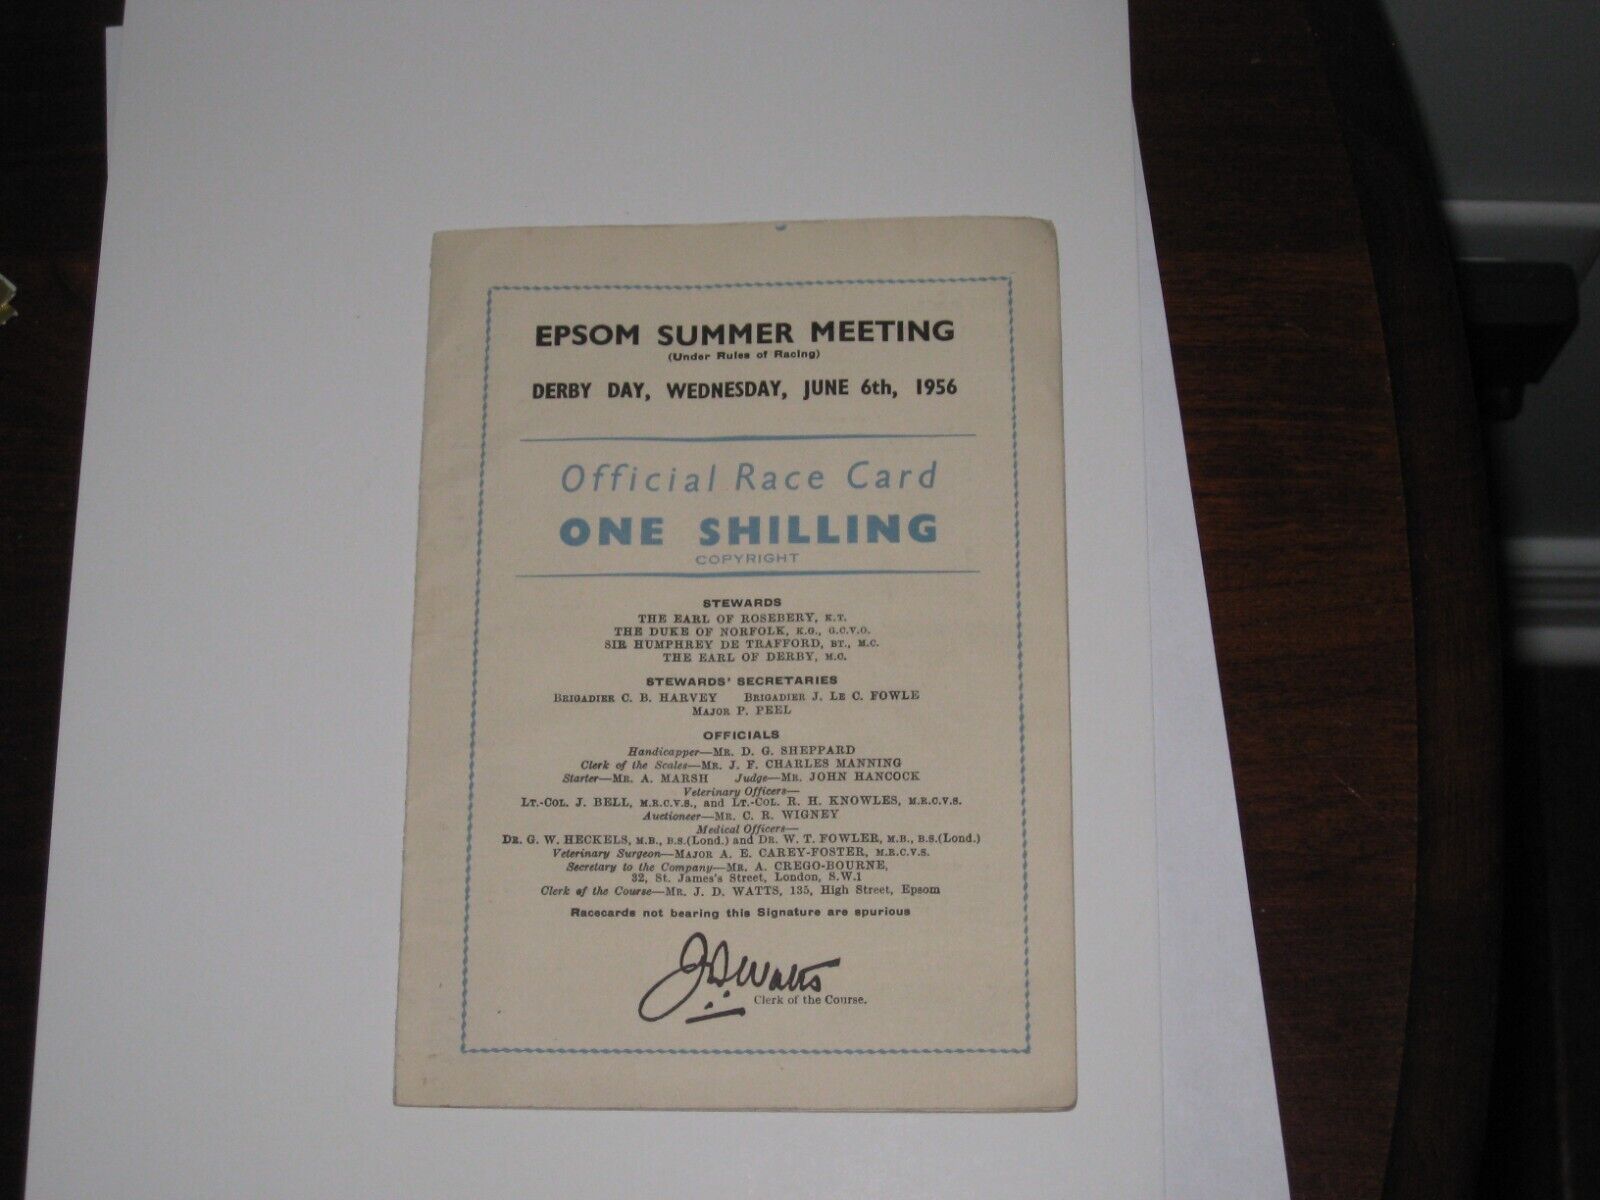 EPSOM SUMMER MEETING
(Under Rules of Racing)
DERBY DAY, WEDNESDAY, JUNE 6th, 1956
Official Race Card
ONE SHILLING
COPYRIGHT
STEWARDS
THE EARL OF ROSEBERY, K.T.
THE DUKE OF NORFOLK, K.G., G.C.V.O.
SIR HUMPHREY DE TRAFFORD, BT., M.C.
THE EARL OF DERBY, M.C.
STEWARDS' SECRETARIES
BRIGADIER C. B. HARVEY BRIGADIER J. LE C. FOWLE
MAJOR P. PEEL
OFFICIALS
Handicapper—MR. D. G. SHEPPARD
Clerk of the Scales—MR. J. F. CHARLES MANNING
Starter—MR. A. MARSH Judge—MR. JOHN HANCOCK
Veterinary Officers—
LT.-COL. J. BELL, M.R.C.V.S., and LT.-COL. R. H. KNOWLES, M.R.C.V.S.
Auctioneer—MR. C. R. WIGNEY
Medical Officers—
DR. G. W. HECKELS, M.B., B.S.(Lond.) and DR. W. T. FOWLER, M.B., B.S.(Lond.)
Veterinary Surgeon—MAJOR A. E. CAREY-FOSTER, M.R.C.V.S.
Secretary to the Company—MR. A. CREGO-BOURNE,
32, St. James's Street, London, S.W.1
Clerk of the Course—MR. J. D. WATTS, 135, High Street, Epsom
Racecards not bearing this Signature are spurious
J D Watts
Clerk of the Course.